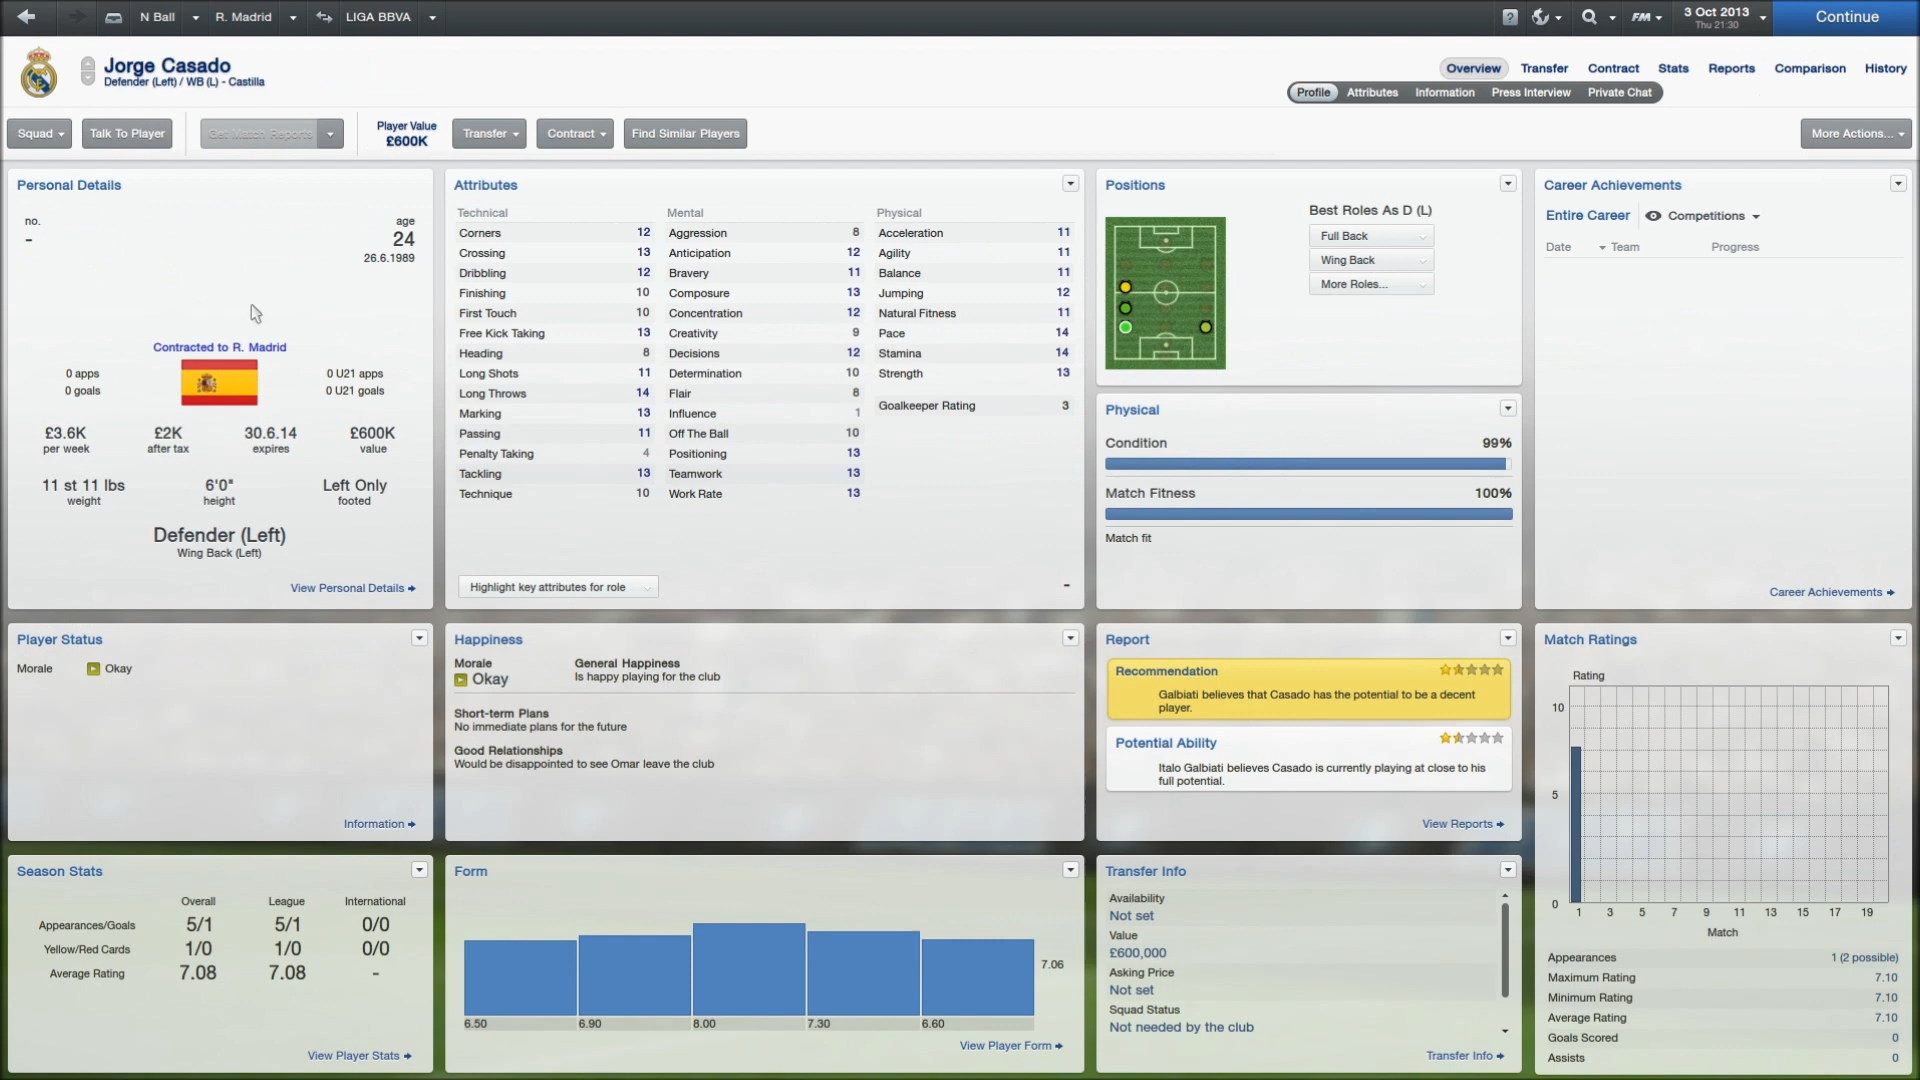 N Ball R. Madrid LIGA BBVA ? FM 3 Oct 2013 Continue
Thu 21:30
Jorge Casado
Defender (Left) / WB (L) - Castilla
Overview Transfer Contract Stats Reports Comparison History
Profile Attributes Information Press Interview Private Chat
Squad Talk To Player Get Match Reports Player Value £600K Transfer Contract Find Similar Players More Actions...
Personal Details
no. age
- 24
26.6.1989
Contracted to R. Madrid
0 apps 0 U21 apps
0 goals 0 U21 goals
£3.6K £2K 30.6.14 £600K
per week after tax expires value
11 st 11 lbs 6'0" Left Only
weight height footed
Defender (Left)
Wing Back (Left)
View Personal Details
Attributes
Technical Mental Physical
Corners 12 Aggression 8 Acceleration 11
Crossing 13 Anticipation 12 Agility 11
Dribbling 12 Bravery 11 Balance 11
Finishing 10 Composure 13 Jumping 12
First Touch 10 Concentration 12 Natural Fitness 11
Free Kick Taking 13 Creativity 9 Pace 14
Heading 8 Decisions 12 Stamina 14
Long Shots 11 Determination 10 Strength 13
Long Throws 14 Flair 8
Marking 13 Influence 1 Goalkeeper Rating 3
Passing 11 Off The Ball 10
Penalty Taking 4 Positioning 13
Tackling 13 Teamwork 13
Technique 10 Work Rate 13
Highlight key attributes for role -
Positions
Best Roles As D (L)
Full Back
Wing Back
More Roles...
Physical
Condition 99%
Match Fitness 100%
Match fit
Career Achievements
Entire Career Competitions
Date Team Progress
Career Achievements
Player Status
Morale Okay
Information
Happiness
Morale General Happiness
Okay Is happy playing for the club
Short-term Plans
No immediate plans for the future
Good Relationships
Would be disappointed to see Omar leave the club
Report
Recommendation
Galbiati believes that Casado has the potential to be a decent
player.
Potential Ability
Italo Galbiati believes Casado is currently playing at close to his
full potential.
View Reports
Match Ratings
Rating
10
5
0
1 3 5 7 9 11 13 15 17 19
Match
Appearances 1 (2 possible)
Maximum Rating 7.10
Minimum Rating 7.10
Average Rating 7.10
Goals Scored 0
Assists 0
Season Stats
Overall League International
Appearances/Goals 5/1 5/1 0/0
Yellow/Red Cards 1/0 1/0 0/0
Average Rating 7.08 7.08 -
View Player Stats
Form
7.06
6.50 6.90 8.00 7.30 6.60
View Player Form
Transfer Info
Availability
Not set
Value
£600,000
Asking Price
Not set
Squad Status
Not needed by the club
Transfer Info